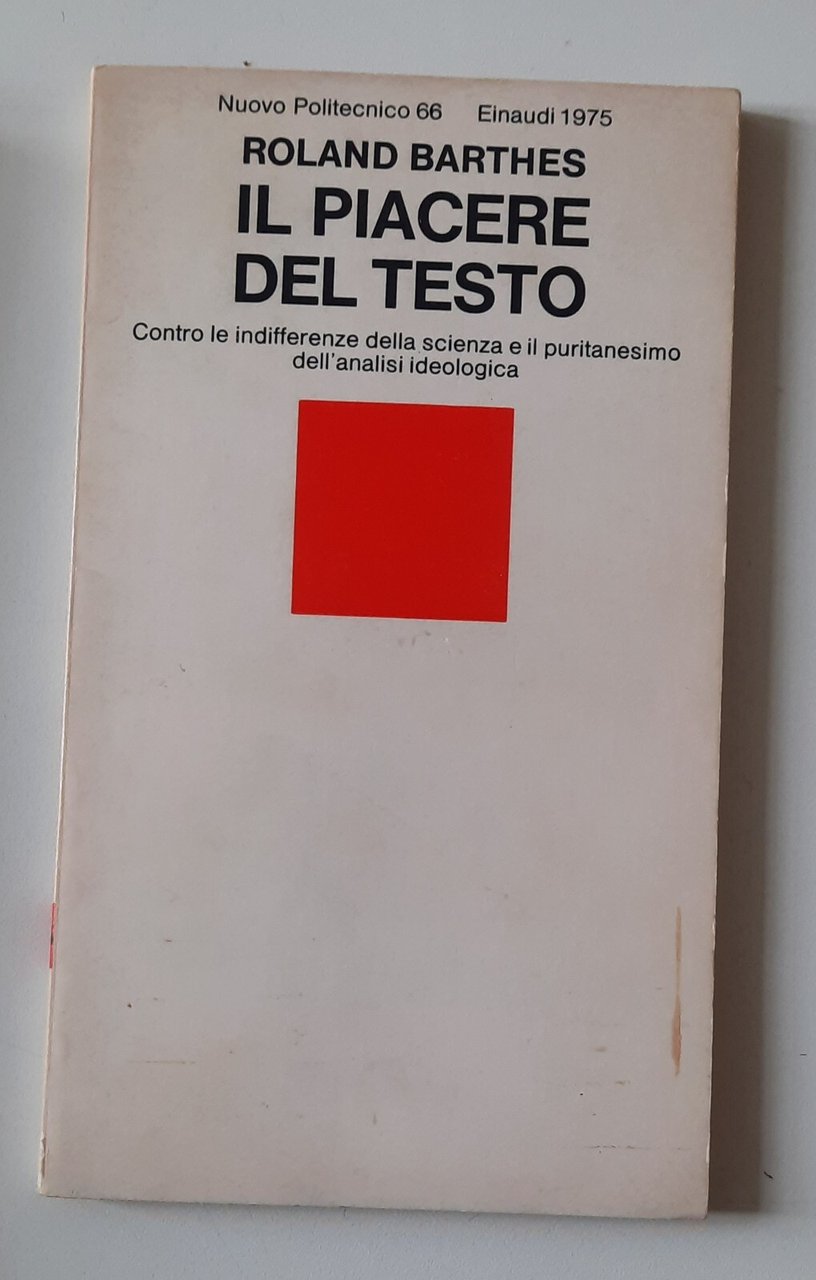 Nuovo Politecnico 66 Einaudi 1975
ROLAND BARTHES
IL PIACERE
DEL TESTO
Contro le indifferenze della scienza e il puritanesimo
dell'analisi ideologica